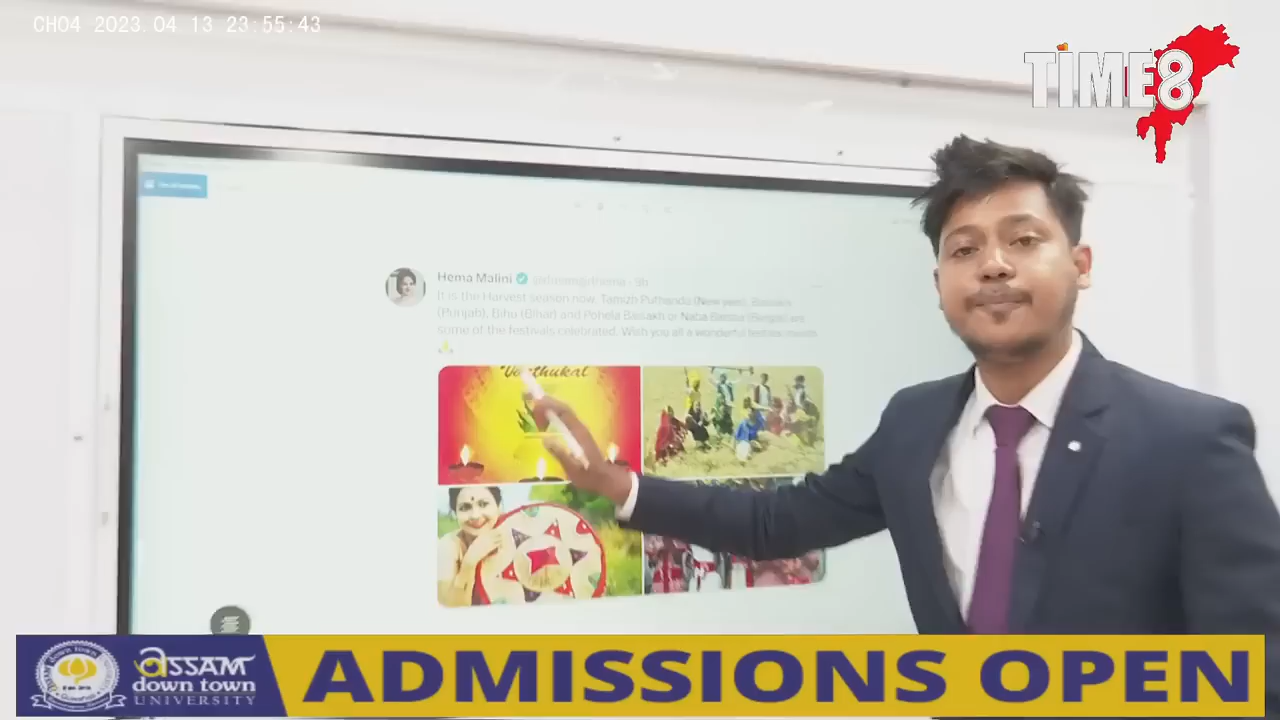 CH04 2023.04 13 23:55:43
TIME8
Hema Malini
It is the Harvest season now. Tamizh Puthandu (New year), Baisakhi
(Punjab), Bihu (Bihar) and Pohela Baisakh or Naba Barsha (Bengal) are
some of the festivals celebrated. Wish you all a wonderful festive
ADMISSIONS OPEN
down town
ASSAM
down town
UNIVERSITY